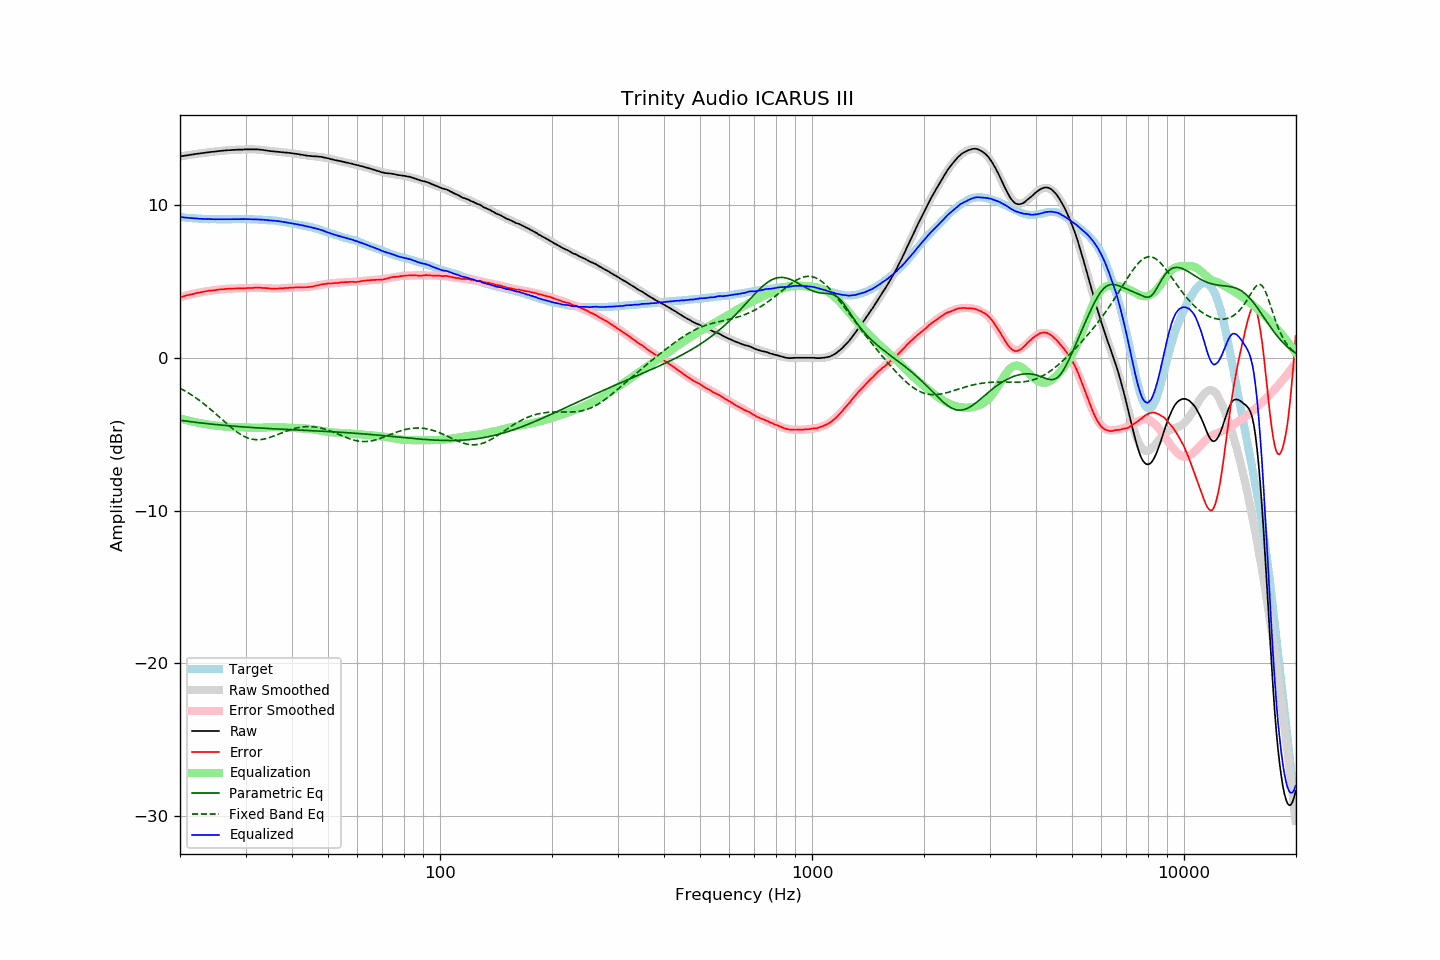 Trinity Audio ICARUS III
10
0
−10
−20
−30
Amplitude (dBr)
Target
Raw Smoothed
Error Smoothed
Raw
Error
Equalization
Parametric Eq
Fixed Band Eq
Equalized
100
1000
10000
Frequency (Hz)